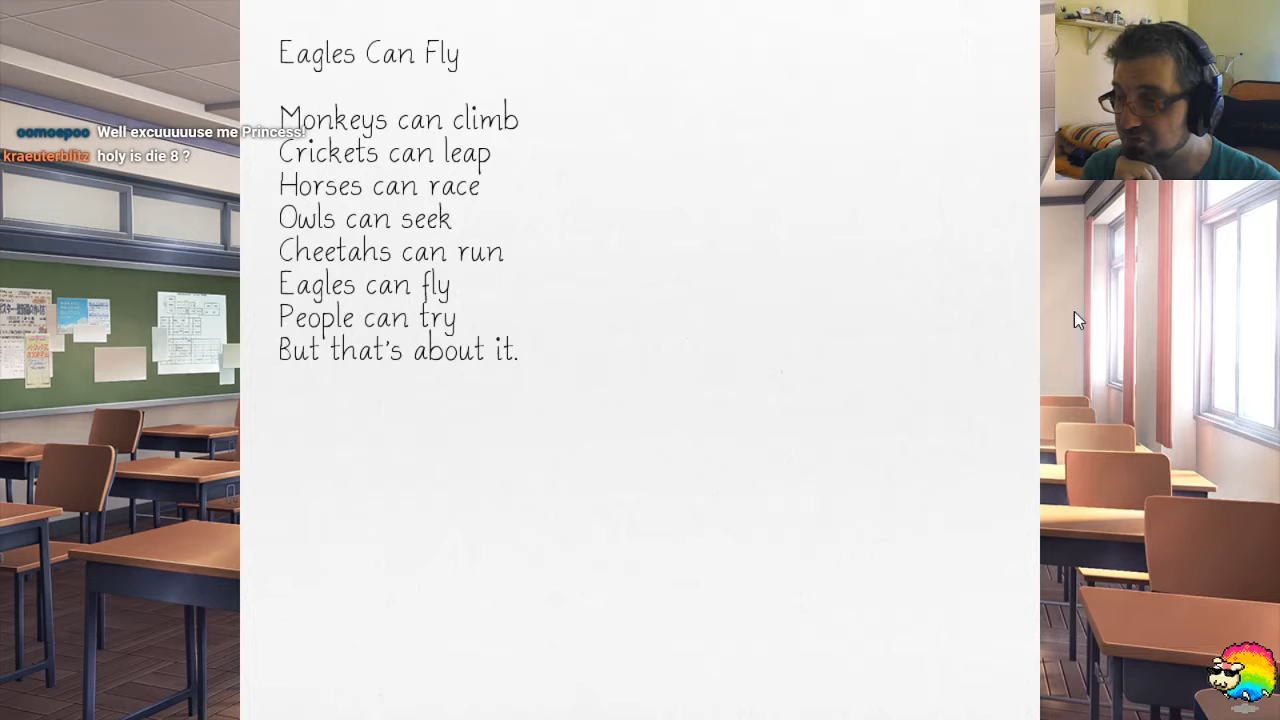 Eagles Can Fly
Monkeys can climb
Crickets can leap
Horses can race
Owls can seek
Cheetahs can run
Eagles can fly
People can try
But that's about it.
oomoepoo Well excuuuuuse me Princess!
kraeuterblitz holy is die 8 ?